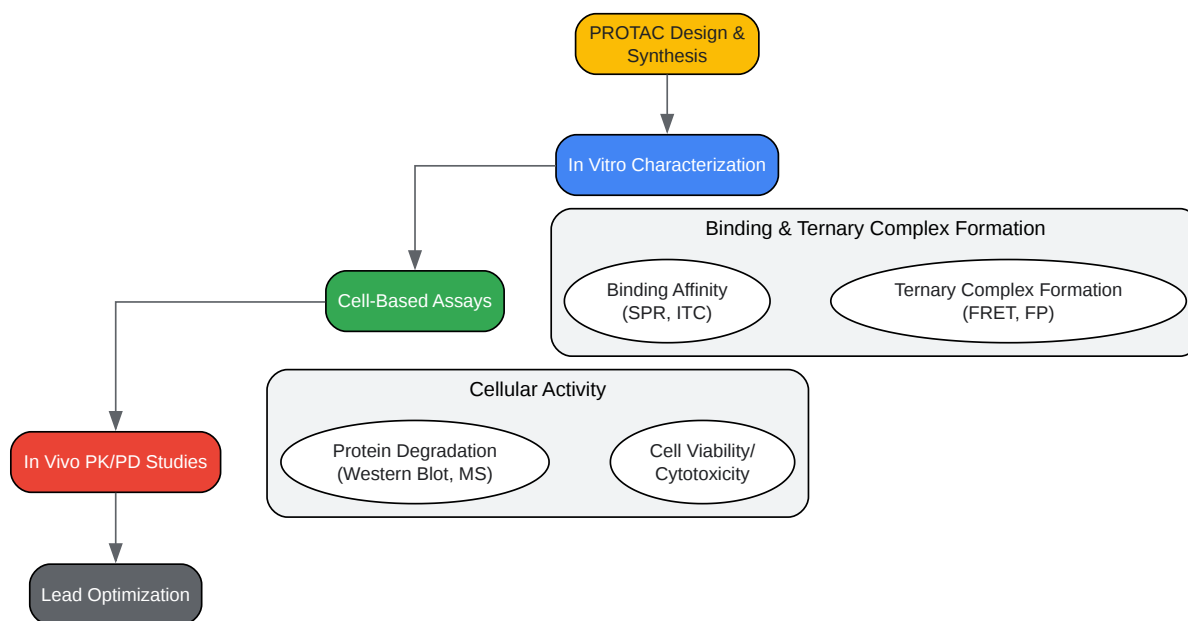 PROTAC Design &
Synthesis
In Vitro Characterization
Binding & Ternary Complex Formation
Binding Affinity
(SPR, ITC)
Ternary Complex Formation
(FRET, FP)
Cell-Based Assays
Cellular Activity
Protein Degradation
(Western Blot, MS)
Cell Viability/
Cytotoxicity
In Vivo PK/PD Studies
Lead Optimization